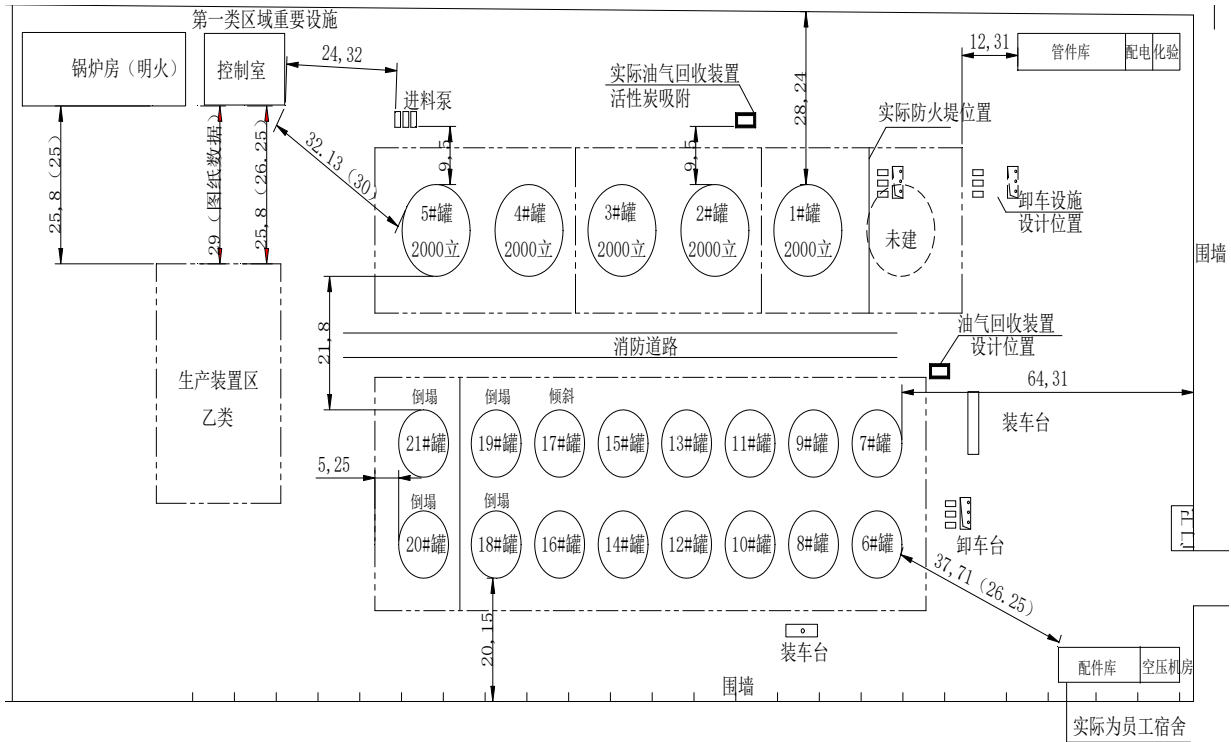 第一类区域重要设施
锅炉房（明火）
控制室
24,32
进料泵
实际油气回收装置
活性炭吸附
28,24
12,31
管件库
配电
化验
实际防火堤位置
25,8（25）
29（图纸数据）
25,8（26,25）
32.13（30）
9,5
9,5
5#罐
2000立
4#罐
2000立
3#罐
2000立
2#罐
2000立
1#罐
2000立
未建
卸车设施
设计位置
围墙
21,8
消防道路
油气回收装置
设计位置
64,31
生产装置区
乙类
倒塌
倒塌
倾斜
21#罐
19#罐
17#罐
15#罐
13#罐
11#罐
9#罐
7#罐
装车台
5,25
倒塌
倒塌
20#罐
18#罐
16#罐
14#罐
12#罐
10#罐
8#罐
6#罐
卸车台
门卫
37,71（26.25）
20,15
装车台
配件库
空压机房
围墙
实际为员工宿舍